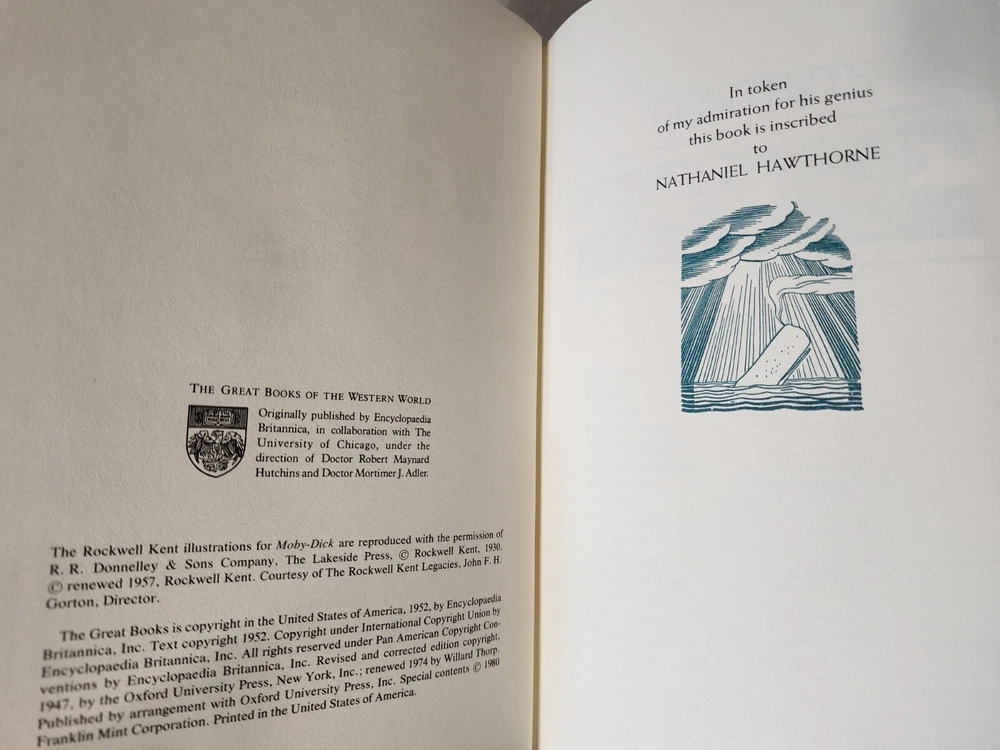 THE GREAT BOOKS OF THE WESTERN WORLD
Originally published by Encyclopaedia
Britannica, in collaboration with The
University of Chicago, under the
direction of Doctor Robert Maynard
Hutchins and Doctor Mortimer J. Adler.
The Rockwell Kent illustrations for Moby-Dick are reproduced with the permission of
R. R. Donnelley & Sons Company, The Lakeside Press, © Rockwell Kent, 1930.
© renewed 1957, Rockwell Kent. Courtesy of The Rockwell Kent Legacies, John F. H.
Gorton, Director.
The Great Books is copyright in the United States of America, 1952, by Encyclopaedia
Britannica, Inc. Text copyright 1952. Copyright under International Copyright Union by
Encyclopaedia Britannica, Inc. All rights reserved under Pan American Copyright Con-
ventions by Encyclopaedia Britannica, Inc. Revised and corrected edition copyright,
1947, by the Oxford University Press, New York, Inc.; renewed 1974 by Willard Thorp.
Published by arrangement with Oxford University Press, Inc. Special contents © 1980
Franklin Mint Corporation. Printed in the United States of America.
In token
of my admiration for his genius
this book is inscribed
to
NATHANIEL HAWTHORNE